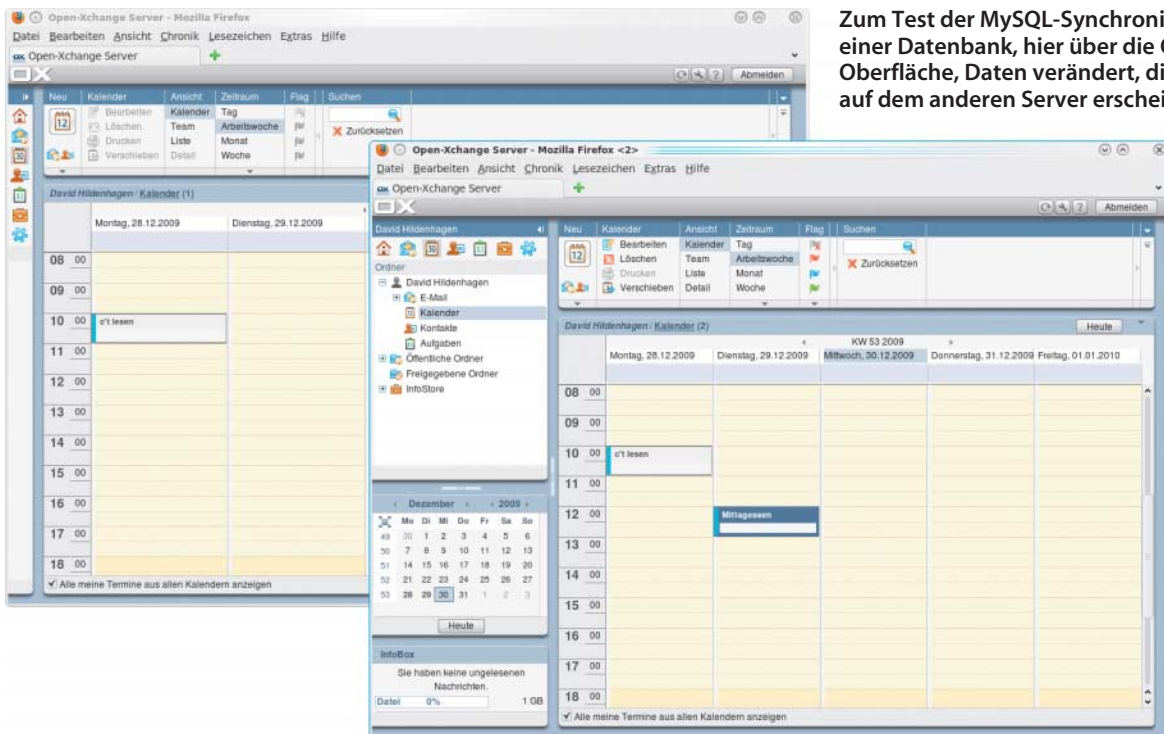 Zum Test der MySQL-Synchroni
einer Datenbank, hier über die
Oberfläche, Daten verändert, di
auf dem anderen Server erschei
Open-Xchange Server - Mozilla Firefox
Datei Bearbeiten Ansicht Chronik Lesezeichen Extras Hilfe
ox Open-Xchange Server
OX
Abmelden
Neu Kalender Ansicht Zeitraum Flag Suchen
12 Bearbeiten Kalender Tag
Löschen Team Arbeitswoche
Drucken Liste Monat
Verschieben Detail Woche
Zurücksetzen
David Hildenhagen / Kalender (1)
Montag, 28.12.2009 Dienstag, 29.12.2009
08 00
09 00
10 00 c't lesen
11 00
12 00
13 00
14 00
15 00
16 00
17 00
18 00
Alle meine Termine aus allen Kalendern anzeigen
Open-Xchange Server - Mozilla Firefox <2>
Datei Bearbeiten Ansicht Chronik Lesezeichen Extras Hilfe
ox Open-Xchange Server
OX
Abmelden
David Hildenhagen
Ordner
David Hildenhagen
E-Mail
Kalender
Kontakte
Aufgaben
Öffentliche Ordner
Freigegebene Ordner
InfoStore
Dezember 2009
Mo Di Mi Do Fr Sa So
49 30 1 2 3 4 5 6
50 7 8 9 10 11 12 13
51 14 15 16 17 18 19 20
52 21 22 23 24 25 26 27
53 28 29 30 31 1 2 3
Heute
InfoBox
Sie haben keine ungelesenen
Nachrichten.
Datei 0% 1 GB
Neu Kalender Ansicht Zeitraum Flag Suchen
12 Bearbeiten Kalender Tag
Löschen Team Arbeitswoche
Drucken Liste Monat
Verschieben Detail Woche
Zurücksetzen
David Hildenhagen / Kalender (2)
Heute
KW 53 2009
Montag, 28.12.2009 Dienstag, 29.12.2009 Mittwoch, 30.12.2009 Donnerstag, 31.12.2009 Freitag, 01.01.2010
08 00
09 00
10 00 c't lesen
11 00
12 00 Mittagessen
13 00
14 00
15 00
16 00
17 00
18 00
Alle meine Termine aus allen Kalendern anzeigen